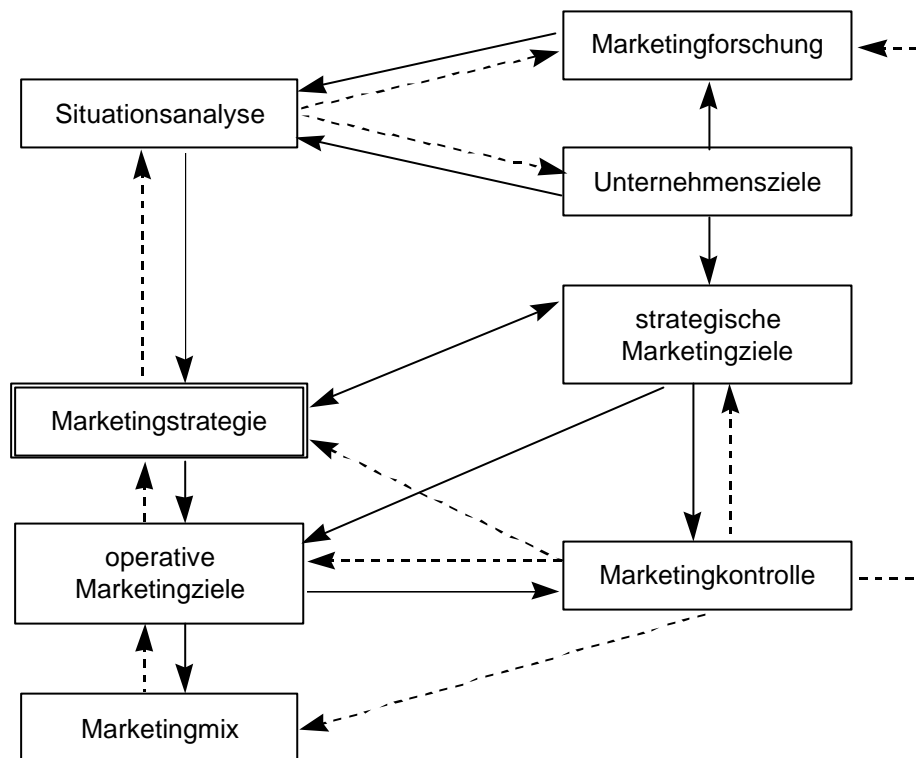 Marketingforschung
Situationsanalyse
Unternehmensziele
strategische
Marketingziele
Marketingstrategie
operative
Marketingziele
Marketingkontrolle
Marketingmix